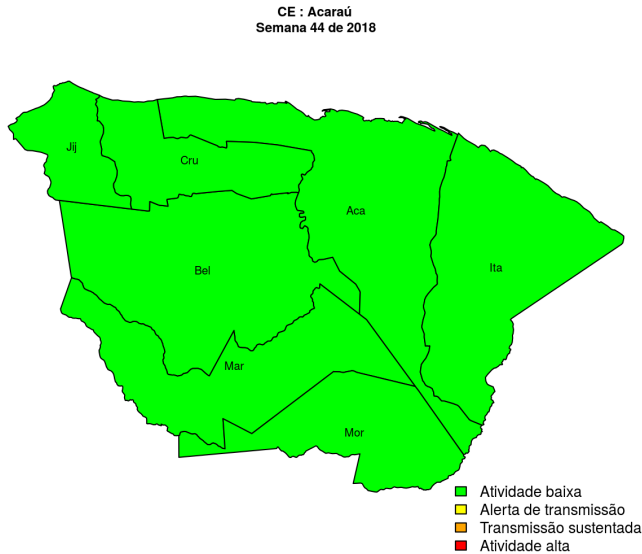 CE : Acaraú
Semana 44 de 2018
Jij
Cru
Aca
Bel
Ita
Mar
Mor
Atividade baixa
Alerta de transmissão
Transmissão sustentada
Atividade alta